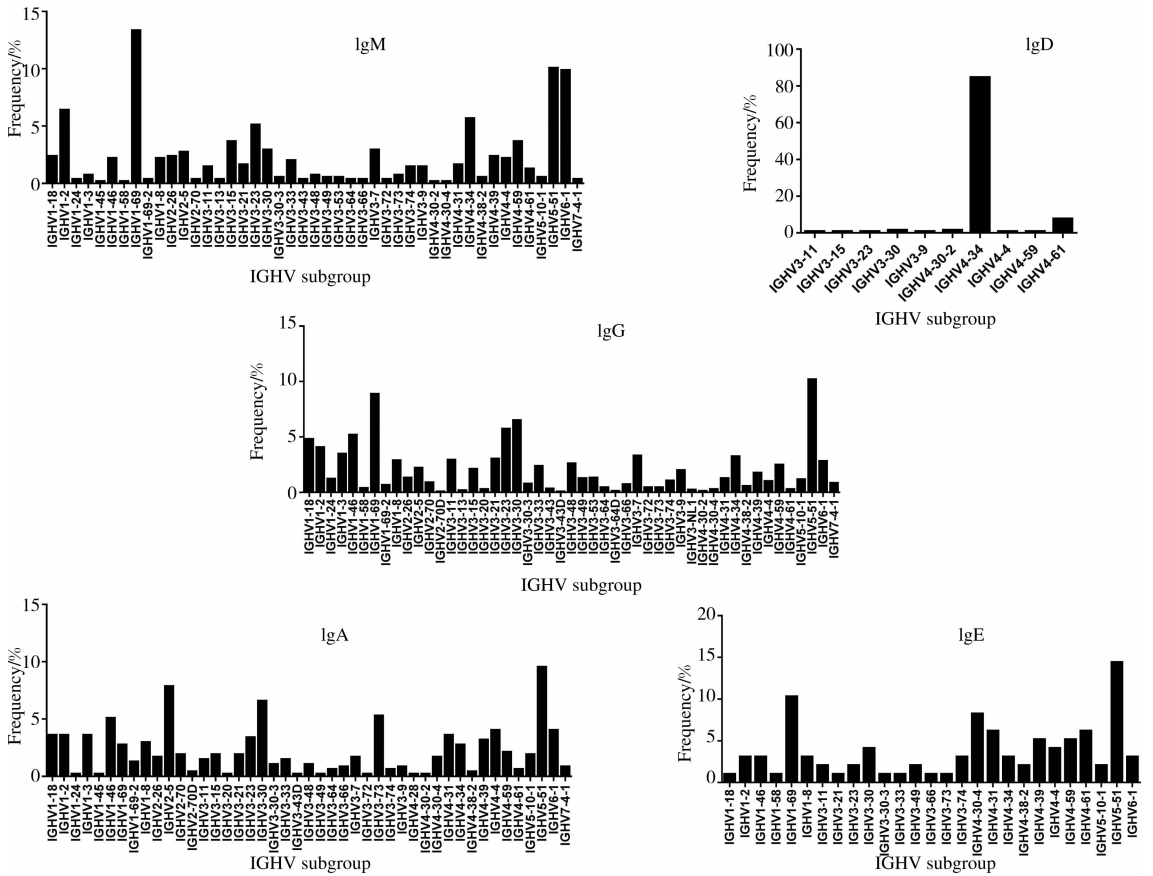 lgM
Frequency/%
15
10
5
0
IGHV1-18
IGHV1-2
IGHV1-24
IGHV1-3
IGHV1-45
IGHV1-46
IGHV1-58
IGHV1-69
IGHV1-69-2
IGHV1-8
IGHV2-26
IGHV2-5
IGHV2-70
IGHV3-11
IGHV3-13
IGHV3-15
IGHV3-21
IGHV3-23
IGHV3-30
IGHV3-30-3
IGHV3-33
IGHV3-43
IGHV3-48
IGHV3-49
IGHV3-53
IGHV3-64
IGHV3-66
IGHV3-7
IGHV3-72
IGHV3-73
IGHV3-74
IGHV3-9
IGHV4-30-2
IGHV4-30-4
IGHV4-31
IGHV4-34
IGHV4-38-2
IGHV4-39
IGHV4-4
IGHV4-59
IGHV4-61
IGHV5-10-1
IGHV5-51
IGHV6-1
IGHV7-4-1
IGHV subgroup
lgD
Frequency/%
100
80
60
40
20
0
IGHV3-11
IGHV3-15
IGHV3-23
IGHV3-30
IGHV3-9
IGHV4-30-2
IGHV4-34
IGHV4-4
IGHV4-59
IGHV4-61
IGHV subgroup
lgG
Frequency/%
15
10
5
0
IGHV1-18
IGHV1-2
IGHV1-24
IGHV1-3
IGHV1-46
IGHV1-58
IGHV1-69
IGHV1-69-2
IGHV1-8
IGHV2-26
IGHV2-5
IGHV2-70
IGHV2-70D
IGHV3-11
IGHV3-13
IGHV3-15
IGHV3-20
IGHV3-21
IGHV3-23
IGHV3-30
IGHV3-30-3
IGHV3-33
IGHV3-43
IGHV3-43D
IGHV3-48
IGHV3-49
IGHV3-53
IGHV3-64
IGHV3-64D
IGHV3-66
IGHV3-7
IGHV3-72
IGHV3-73
IGHV3-74
IGHV3-9
IGHV3-NL1
IGHV4-30-2
IGHV4-30-4
IGHV4-31
IGHV4-34
IGHV4-38-2
IGHV4-39
IGHV4-4
IGHV4-59
IGHV4-61
IGHV5-10-1
IGHV5-51
IGHV6-1
IGHV7-4-1
IGHV subgroup
lgA
Frequency/%
15
10
5
0
IGHV1-18
IGHV1-2
IGHV1-24
IGHV1-3
IGHV1-45
IGHV1-46
IGHV1-69
IGHV1-69-2
IGHV1-8
IGHV2-26
IGHV2-5
IGHV2-70
IGHV2-70D
IGHV3-11
IGHV3-15
IGHV3-20
IGHV3-21
IGHV3-23
IGHV3-30
IGHV3-30-3
IGHV3-33
IGHV3-43D
IGHV3-48
IGHV3-49
IGHV3-64
IGHV3-66
IGHV3-7
IGHV3-72
IGHV3-73
IGHV3-74
IGHV3-9
IGHV4-28
IGHV4-30-2
IGHV4-30-4
IGHV4-31
IGHV4-34
IGHV4-38-2
IGHV4-39
IGHV4-4
IGHV4-59
IGHV4-61
IGHV5-10-1
IGHV5-51
IGHV6-1
IGHV7-4-1
IGHV subgroup
lgE
Frequency/%
20
15
10
5
0
IGHV1-18
IGHV1-2
IGHV1-46
IGHV1-58
IGHV1-69
IGHV1-8
IGHV3-11
IGHV3-21
IGHV3-23
IGHV3-30
IGHV3-30-3
IGHV3-33
IGHV3-49
IGHV3-66
IGHV3-73
IGHV3-74
IGHV4-30-4
IGHV4-31
IGHV4-34
IGHV4-38-2
IGHV4-39
IGHV4-4
IGHV4-59
IGHV4-61
IGHV5-10-1
IGHV5-51
IGHV6-1
IGHV subgroup